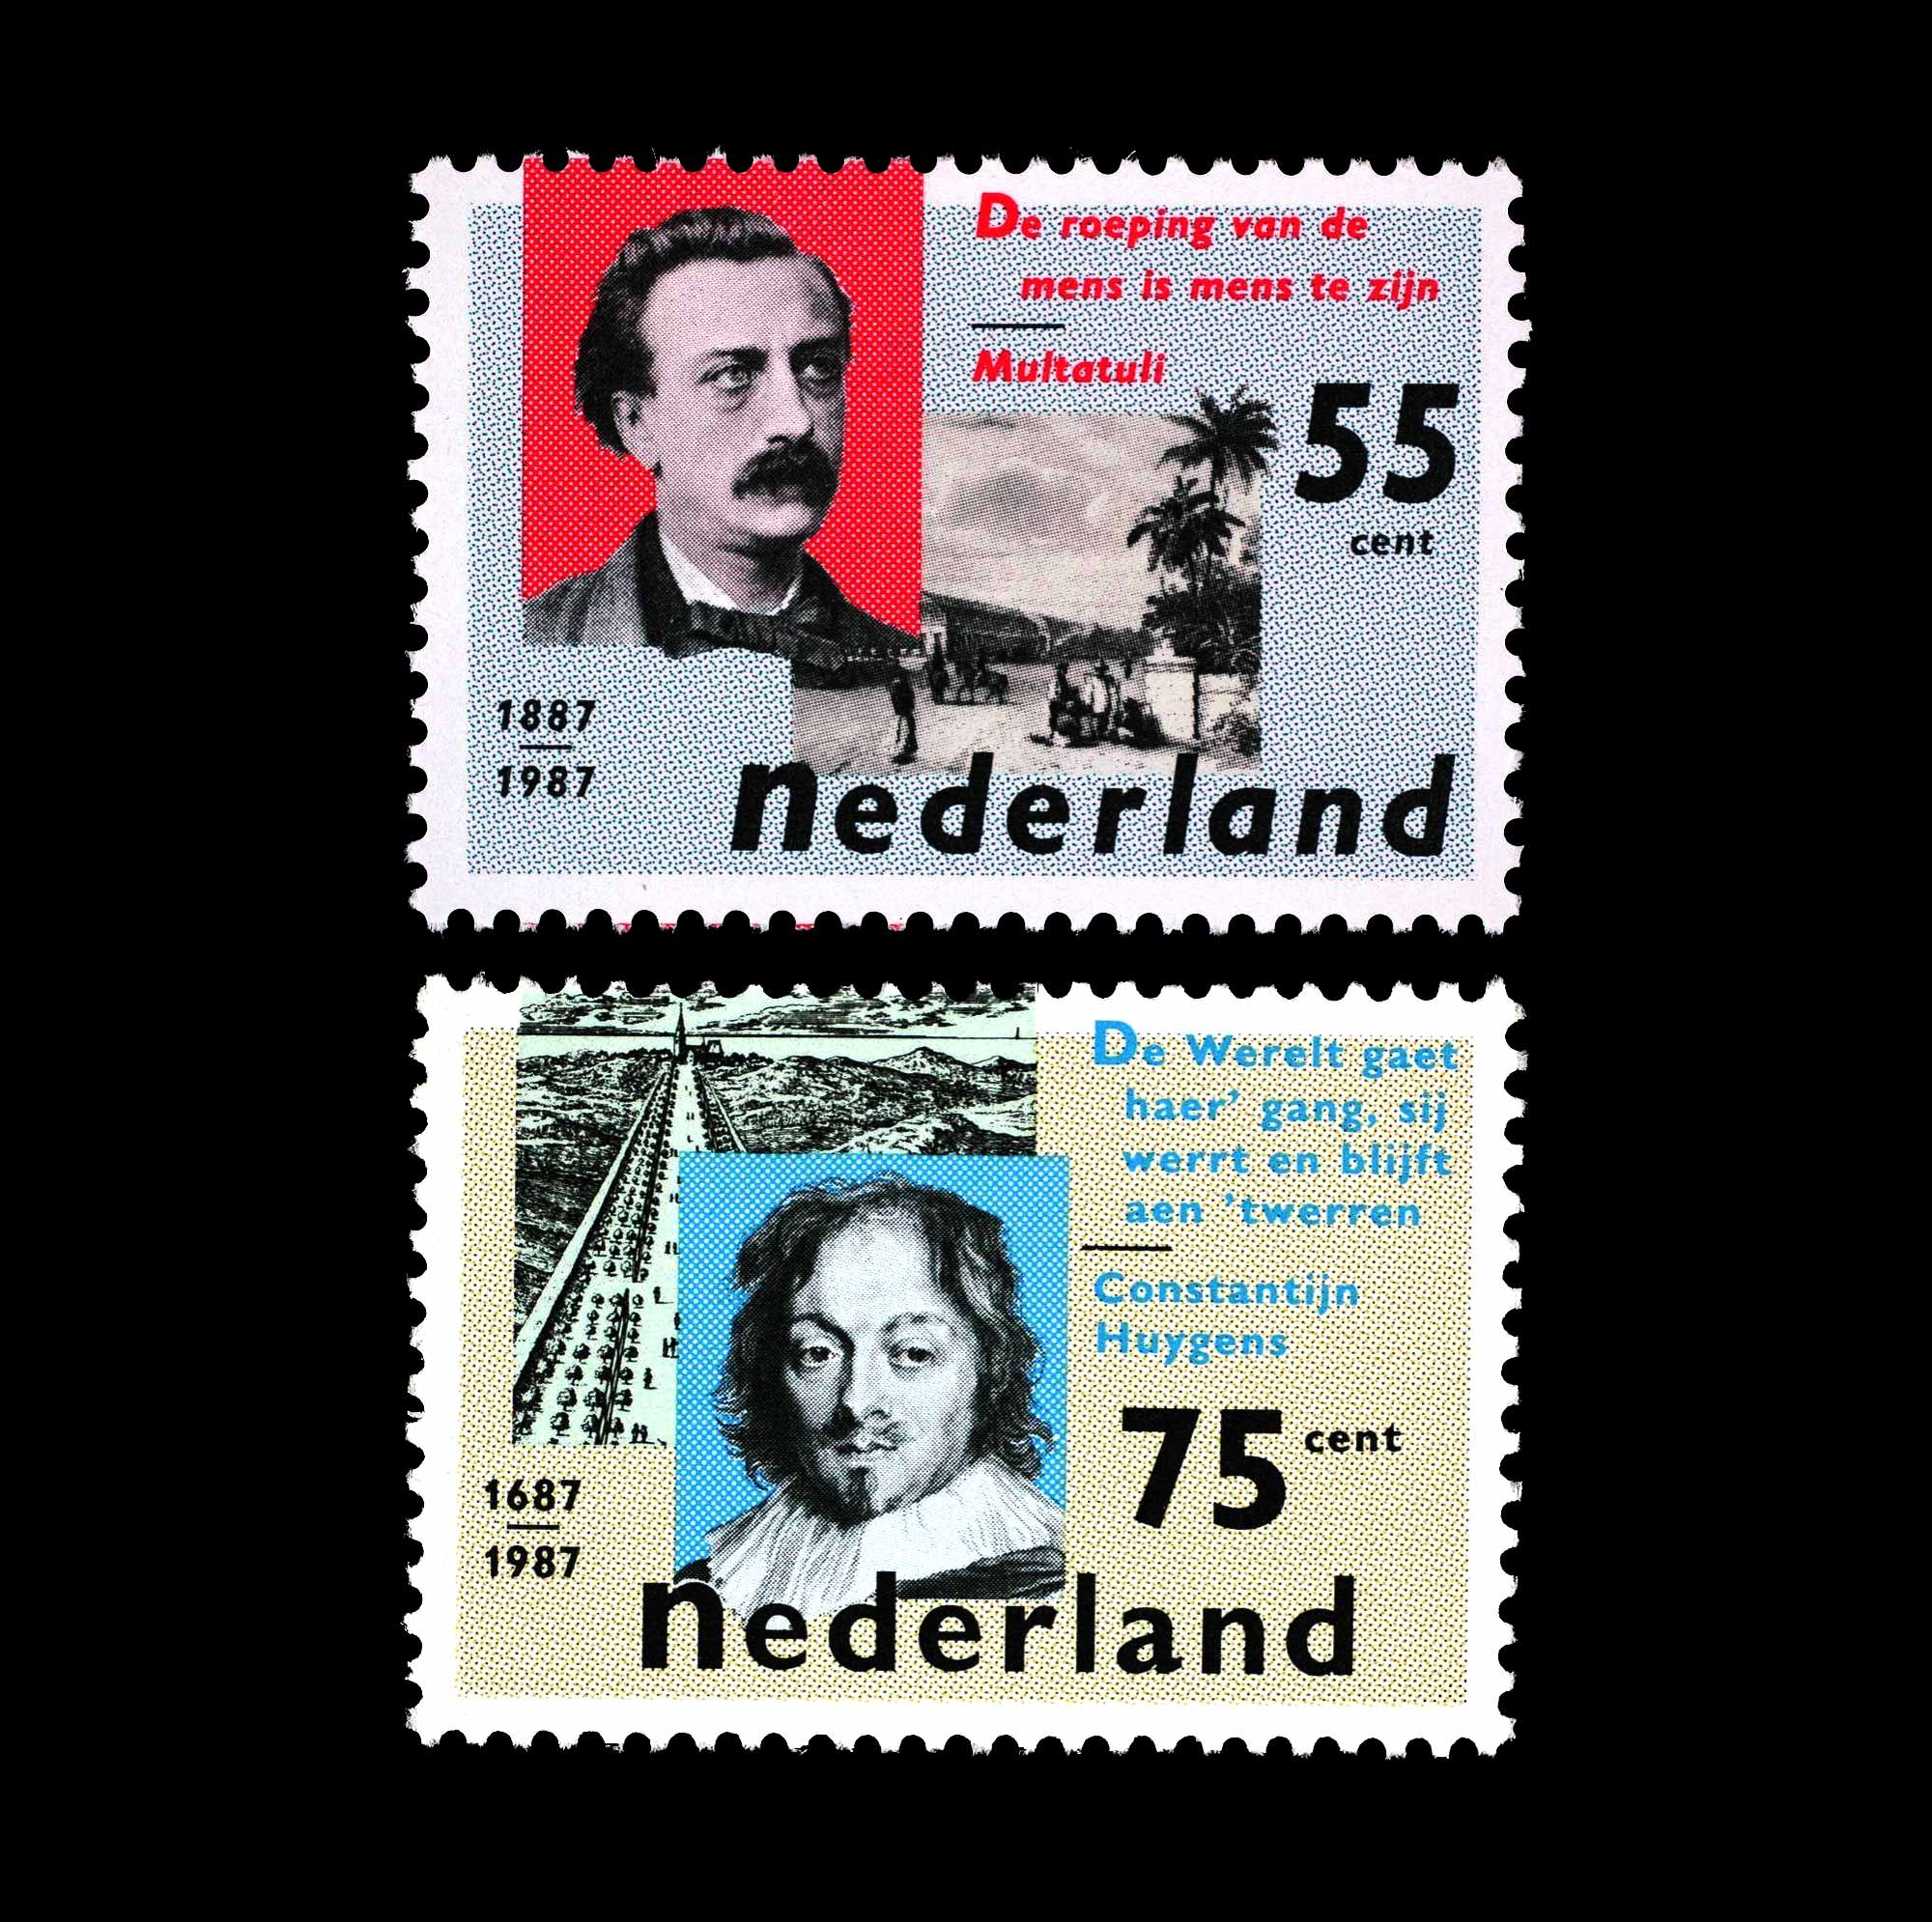 De roeping van de
mens is mens te zijn
Multatuli
55
cent
1887
1987
nederland
De Werelt gaet
haer' gang, sij
werrt en blijft
aen 'twerren
Constantijn
Huygens
75 cent
1687
1987
nederland